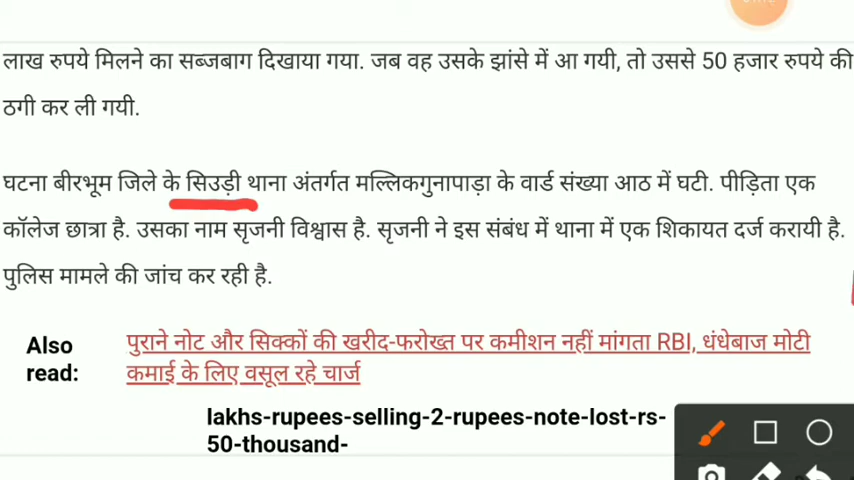 लाख रुपये मिलने का सब्जबाग दिखाया गया. जब वह उसके झांसे में आ गयी, तो उससे 50 हजार रुपये की
ठगी कर ली गयी.
घटना बीरभूम जिले के सिउड़ी थाना अंतर्गत मल्लिकगुनापाड़ा के वार्ड संख्या आठ में घटी. पीड़िता एक
कॉलेज छात्रा है. उसका नाम सृजनी विश्वास है. सृजनी ने इस संबंध में थाना में एक शिकायत दर्ज करायी है.
पुलिस मामले की जांच कर रही है.
Also read:
पुराने नोट और सिक्कों की खरीद-फरोख्त पर कमीशन नहीं मांगता RBI, धंधेबाज मोटी
कमाई के लिए वसूल रहे चार्ज
lakhs-rupees-selling-2-rupees-note-lost-rs-
50-thousand-